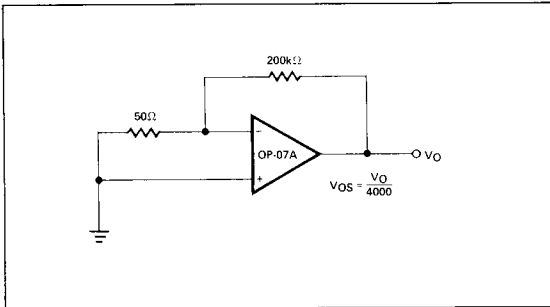 200kΩ
50Ω
−
OP-07A
+
VO
VOS = VO
4000